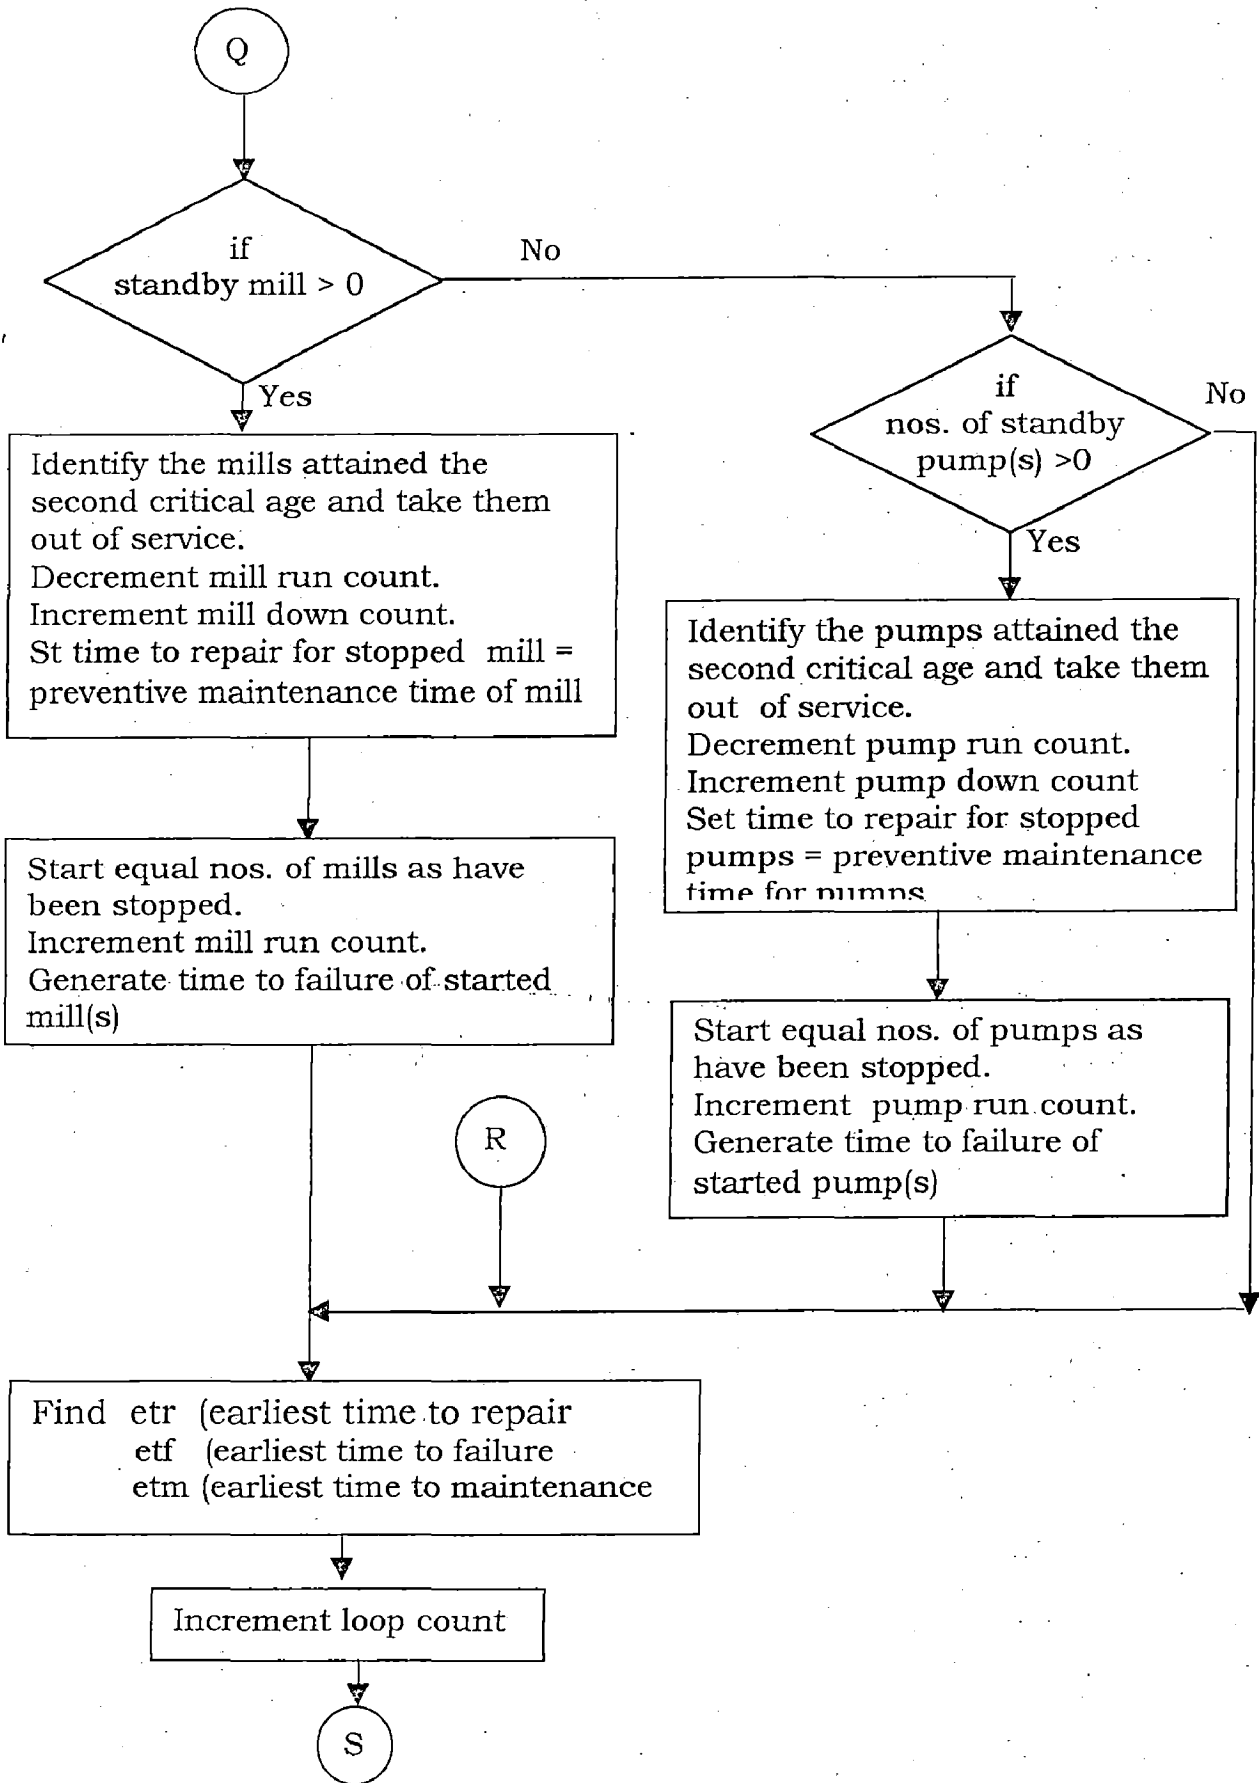 Q
if
standby mill > 0
No
Yes
if
nos. of standby
pump(s) >0
No
Yes
Identify the mills attained the
second critical age and take them
out of service.
Decrement mill run count.
Increment mill down count.
St time to repair for stopped mill =
preventive maintenance time of mill
Identify the pumps attained the
second critical age and take them
out of service.
Decrement pump run count.
Increment pump down count
Set time to repair for stopped
pumps = preventive maintenance
time for pumps
Start equal nos. of mills as have
been stopped.
Increment mill run count.
Generate time to failure of started
mill(s)
Start equal nos. of pumps as
have been stopped.
Increment pump run count.
Generate time to failure of
started pump(s)
R
Find etr (earliest time to repair
etf (earliest time to failure
etm (earliest time to maintenance
Increment loop count
S